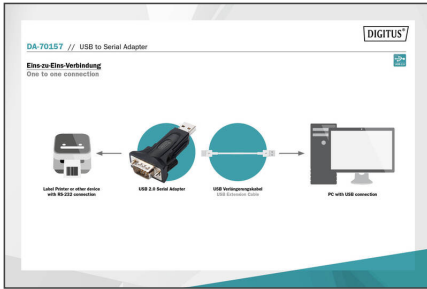 DIGITUS®
DA-70157 // USB to Serial Adapter
Eins-zu-Eins-Verbindung
One to one connection
Label Printer or other device
with RS-232 connection
USB 2.0 Serial Adapter
USB Verlängerungskabel
USB Extension Cable
PC with USB connection